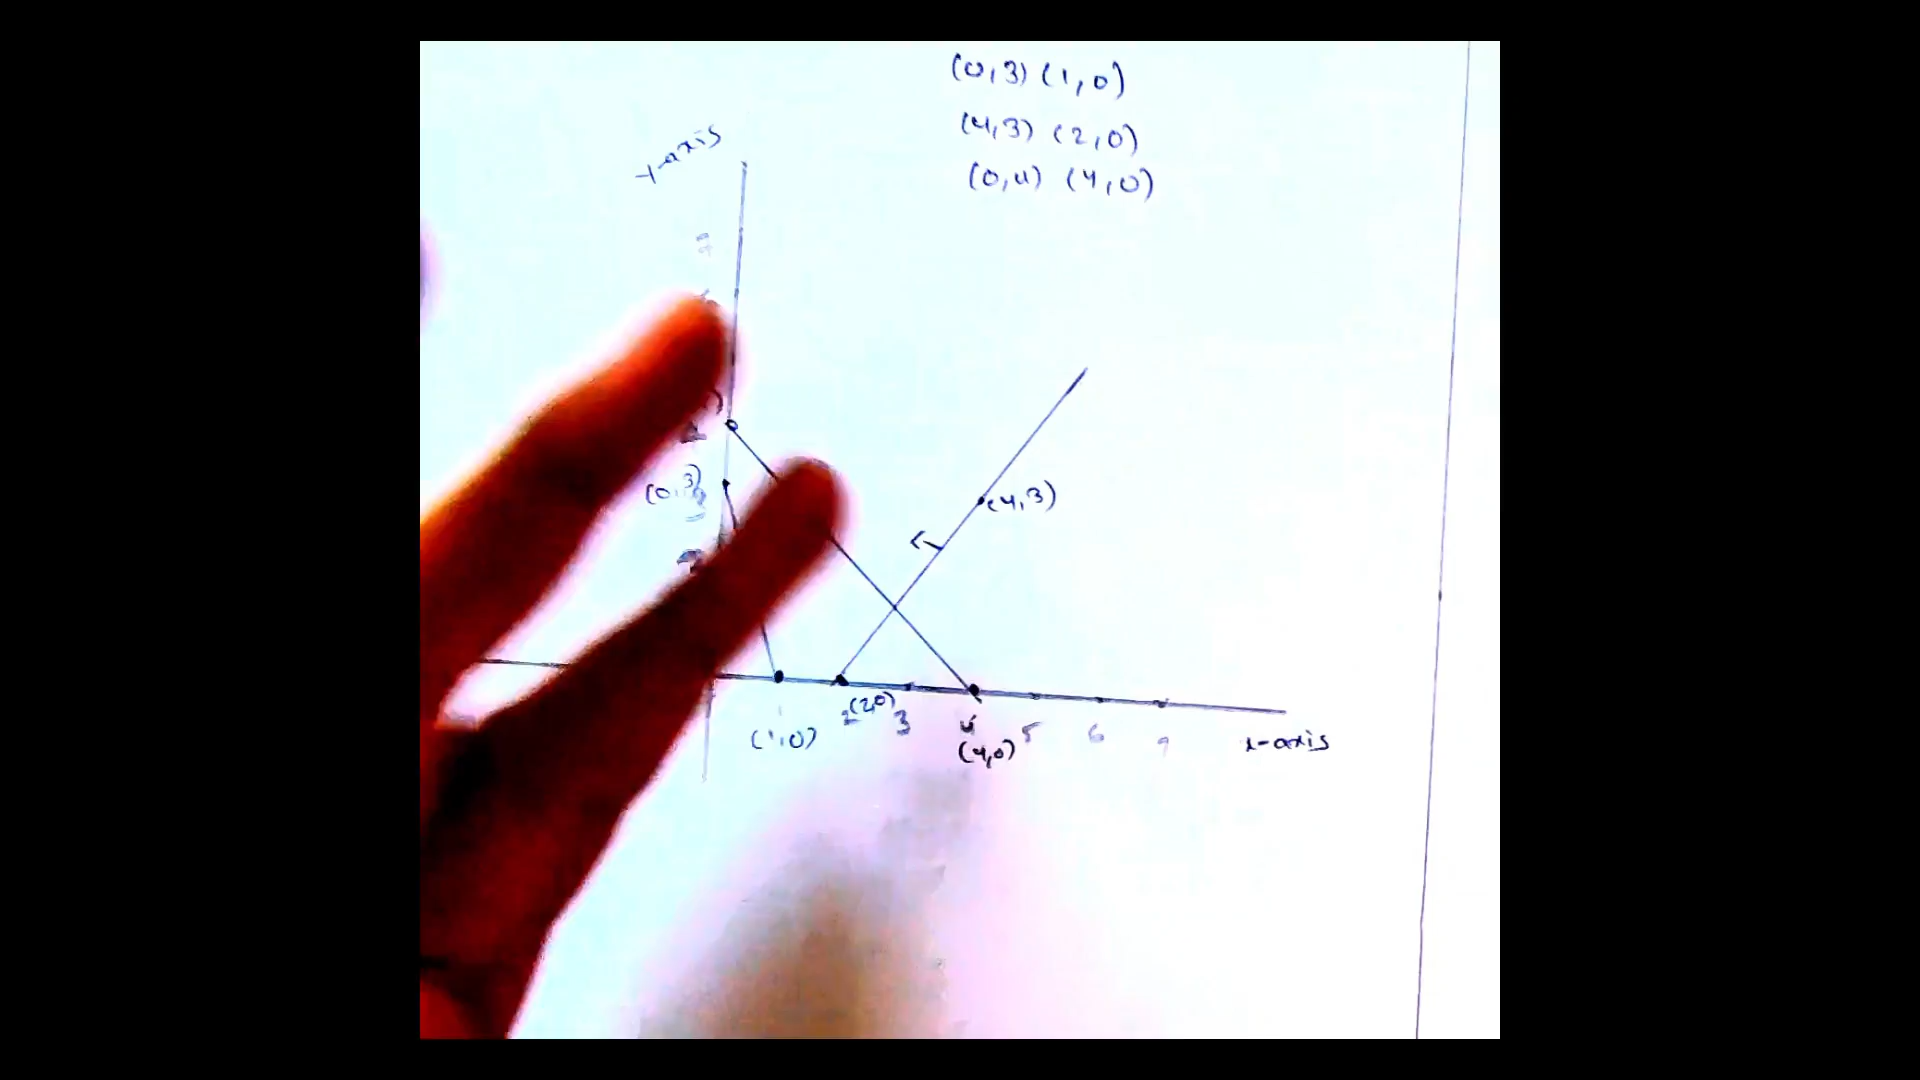 (0,3) (1,0)
(4,3) (2,0)
(0,4) (4,0)
Y-axis
7
(0,3)
(4,3)
2 (2,0) 3 4 5 6
(1,0) (4,0)
x-axis